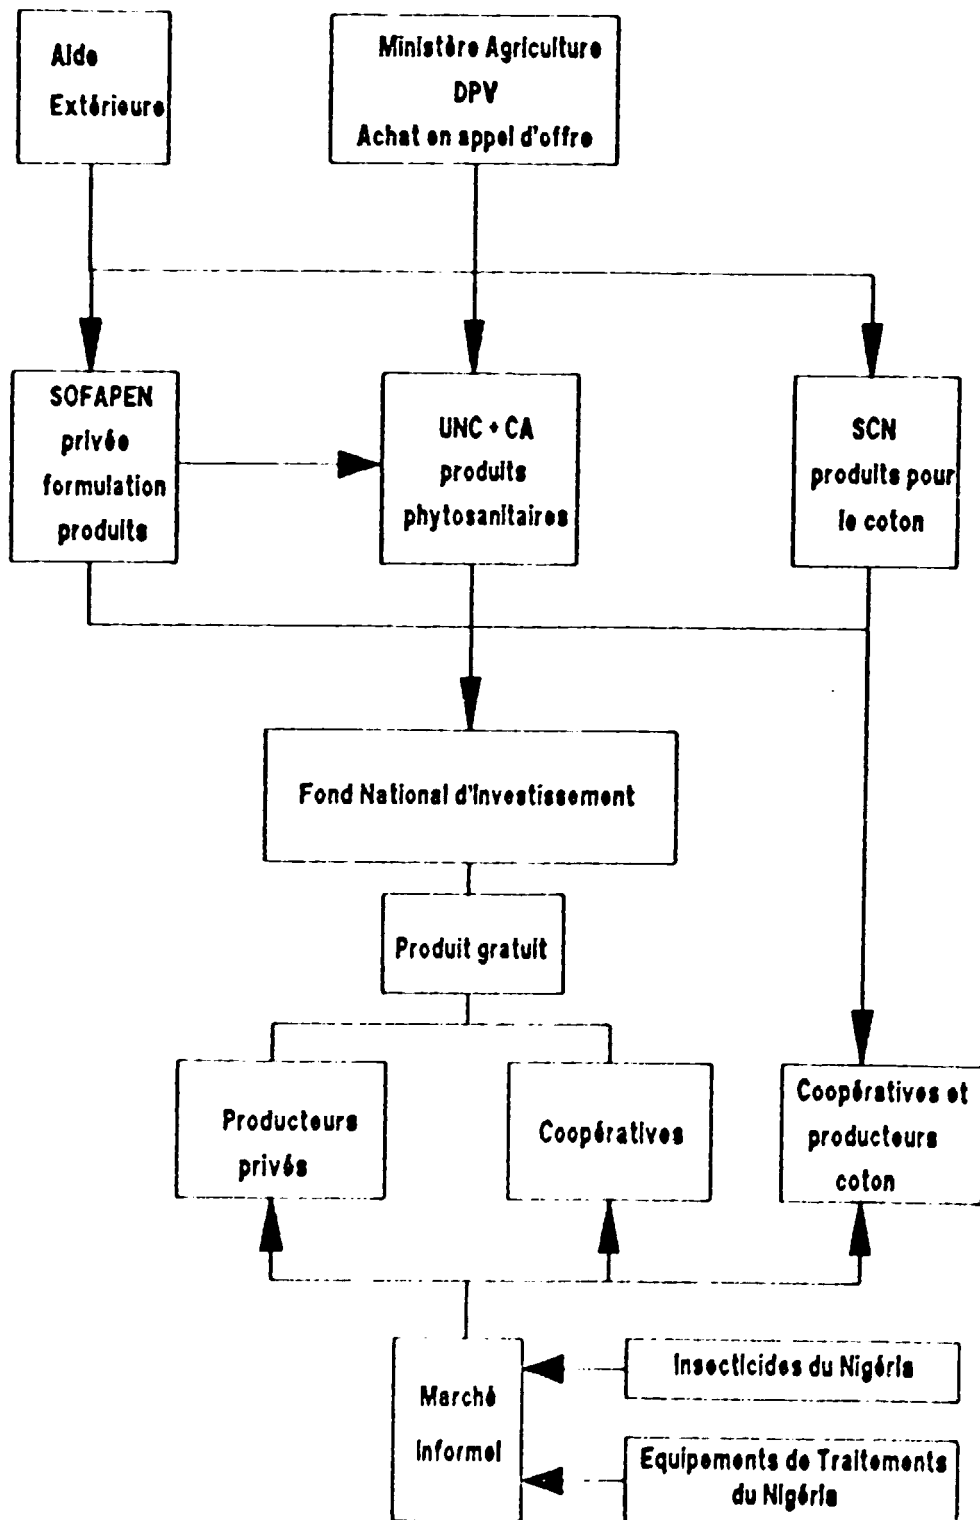 Aide
Extérieure
Ministère Agriculture
DPV
Achat en appel d'offre
SOFAPEN
privée
formulation
produits
UNC + CA
produits
phytosanitaires
SCN
produits pour
le coton
Fond National d'Investissement
Produit gratuit
Producteurs
privés
Coopératives
Coopératives et
producteurs
coton
Marché
Informel
Insecticides du Nigéria
Equipements de Traitements
du Nigéria